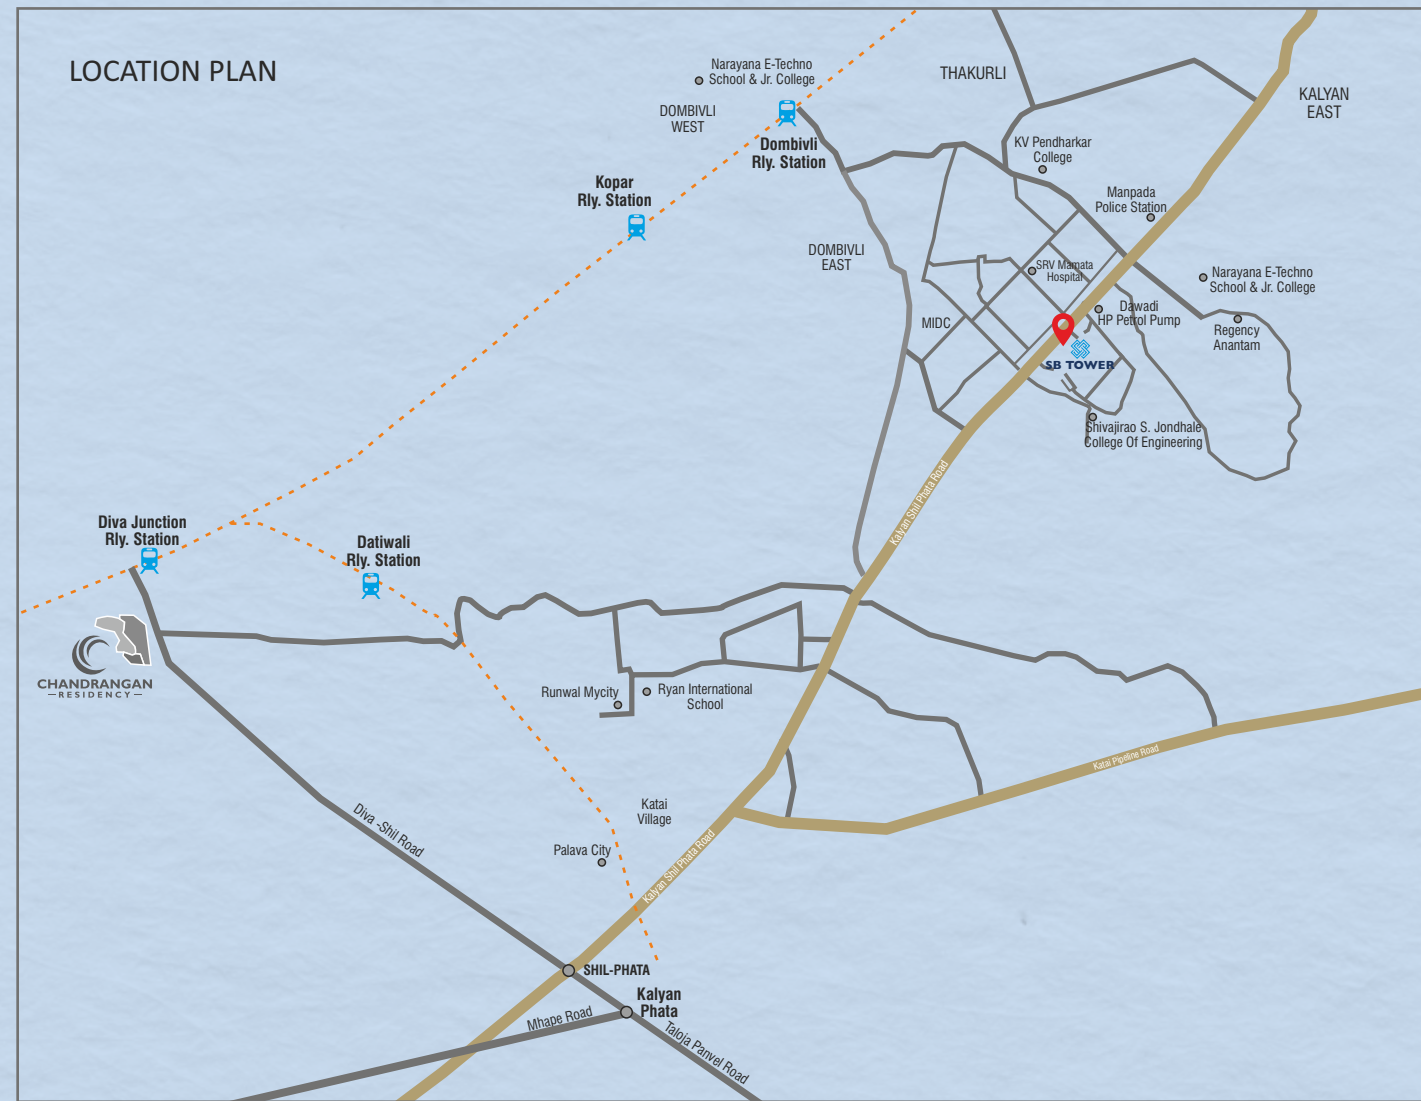 LOCATION PLAN
Narayana E-Techno
School & Jr. College
THAKURLI
KALYAN
EAST
DOMBIVLI
WEST
Dombivli
Rly. Station
KV Pendharkar
College
Kopar
Rly. Station
Manpada
Police Station
DOMBIVLI
EAST
SRV Mamata
Hospital
Narayana E-Techno
School & Jr. College
MIDC
Dawadi
HP Petrol Pump
Regency
Anantam
SB TOWER
Shivajirao S. Jondhale
College Of Engineering
Kalyan Shil Phata Road
Diva Junction
Rly. Station
Datiwali
Rly. Station
CHANDRANGAN
RESIDENCY
Runwal Mycity
Ryan International
School
Katai Pipeline Road
Katai
Village
Diva -Shil Road
Palava City
Kalyan Shil Phata Road
SHIL-PHATA
Kalyan
Phata
Mhape Road
Taloja Panvel Road